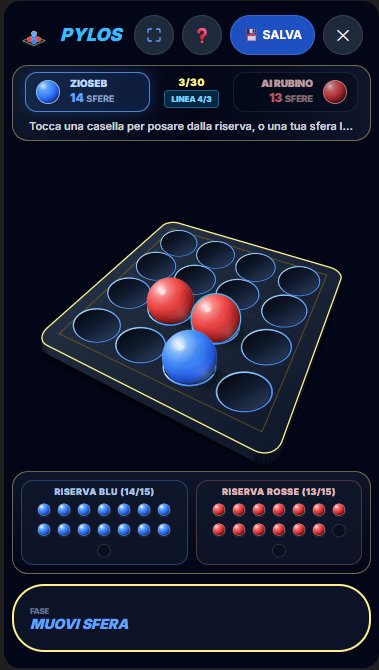 PYLOS
❓
💾 SALVA
ZIOSEB
14 SFERE
3/30
LINEA 4/3
AI RUBINO
13 SFERE
Tocca una casella per posare dalla riserva, o una tua sfera l...
RISERVA BLU (14/15)
RISERVA ROSSE (13/15)
FASE
MUOVI SFERA